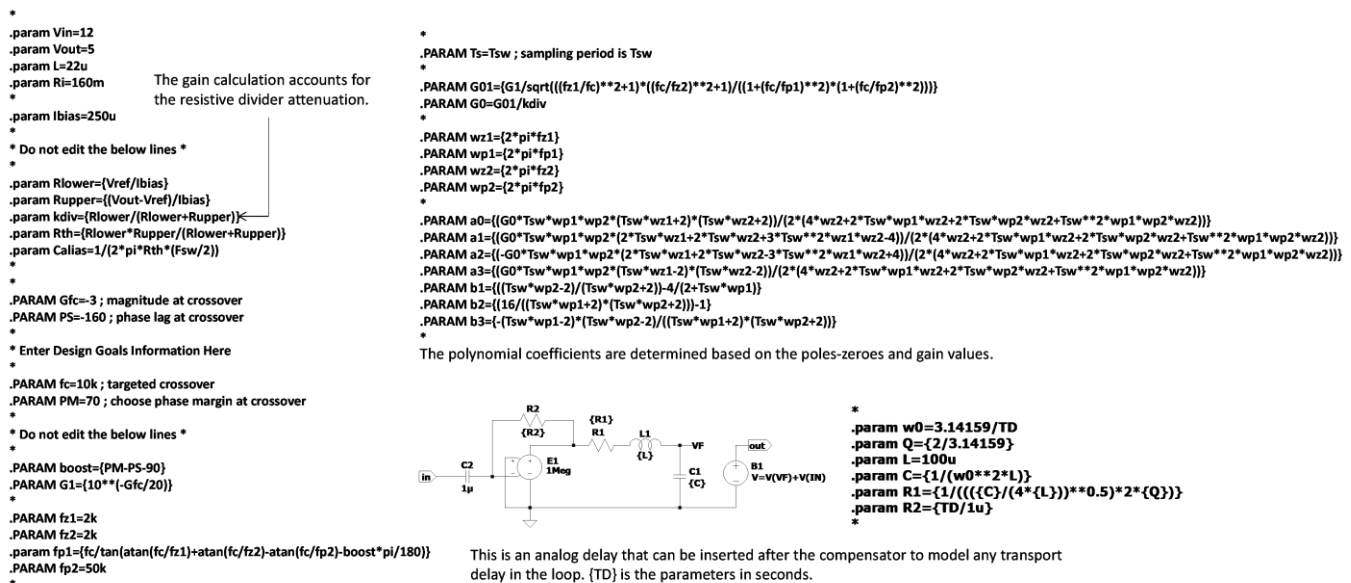 *
.param Vin=12
.param Vout=5
.param L=22u
.param Ri=160m
*
.param Ibias=250u
*
* Do not edit the below lines *
*
.param Rlower={Vref/Ibias}
.param Rupper={(Vout-Vref)/Ibias}
.param kdiv={Rlower/(Rlower+Rupper)}
.param Rth={Rlower*Rupper/(Rlower+Rupper)}
.param Calias=1/(2*pi*Rth*(Fsw/2))
*
*
.PARAM Gfc=-3 ; magnitude at crossover
.PARAM PS=-160 ; phase lag at crossover
*
* Enter Design Goals Information Here
*
.PARAM fc=10k ; targeted crossover
.PARAM PM=70 ; choose phase margin at crossover
*
* Do not edit the below lines *
*
.PARAM boost={PM-PS-90}
.PARAM G1={10**(-Gfc/20)}
*
.PARAM fz1=2k
.PARAM fz2=2k
.param fp1={fc/tan(atan(fc/fz1)+atan(fc/fz2)-atan(fc/fp2)-boost*pi/180)}
.PARAM fp2=50k
*
The gain calculation accounts for
the resistive divider attenuation.
*
.PARAM Ts=Tsw ; sampling period is Tsw
*
.PARAM G01={G1/sqrt(((fz1/fc)**2+1)*((fc/fz2)**2+1)/((1+(fc/fp1)**2)*(1+(fc/fp2)**2)))}
.PARAM G0=G01/kdiv
*
.PARAM wz1={2*pi*fz1}
.PARAM wp1={2*pi*fp1}
.PARAM wz2={2*pi*fz2}
.PARAM wp2={2*pi*fp2}
*
.PARAM a0={(G0*Tsw*wp1*wp2*(Tsw*wz1+2)*(Tsw*wz2+2))/(2*(4*wz2+2*Tsw*wp1*wz2+2*Tsw*wp2*wz2+Tsw**2*wp1*wp2*wz2))}
.PARAM a1={(G0*Tsw*wp1*wp2*(2*Tsw*wz1+2*Tsw*wz2+3*Tsw**2*wz1*wz2-4))/(2*(4*wz2+2*Tsw*wp1*wz2+2*Tsw*wp2*wz2+Tsw**2*wp1*wp2*wz2))}
.PARAM a2={(-G0*Tsw*wp1*wp2*(2*Tsw*wz1+2*Tsw*wz2-3*Tsw**2*wz1*wz2+4))/(2*(4*wz2+2*Tsw*wp1*wz2+2*Tsw*wp2*wz2+Tsw**2*wp1*wp2*wz2))}
.PARAM a3={(G0*Tsw*wp1*wp2*(Tsw*wz1-2)*(Tsw*wz2-2))/(2*(4*wz2+2*Tsw*wp1*wz2+2*Tsw*wp2*wz2+Tsw**2*wp1*wp2*wz2))}
.PARAM b1={((Tsw*wp2-2)/(Tsw*wp2+2))-4/(2+Tsw*wp1)}
.PARAM b2={(16/((Tsw*wp1+2)*(Tsw*wp2+2)))-1}
.PARAM b3={-(Tsw*wp1-2)*(Tsw*wp2-2)/((Tsw*wp1+2)*(Tsw*wp2+2))}
*
The polynomial coefficients are determined based on the poles-zeroes and gain values.
R2
{R2}
{R1}
R1
L1
{L}
VF
out
in
C2
1µ
E1
1Meg
C1
{C}
B1
V=V(VF)+V(IN)
*
.param w0=3.14159/TD
.param Q={2/3.14159}
.param L=100u
.param C={1/(w0**2*L)}
.param R1={1/((({C}/(4*{L}))**0.5)*2*{Q})}
.param R2={TD/1u}
*
This is an analog delay that can be inserted after the compensator to model any transport
delay in the loop. {TD} is the parameters in seconds.